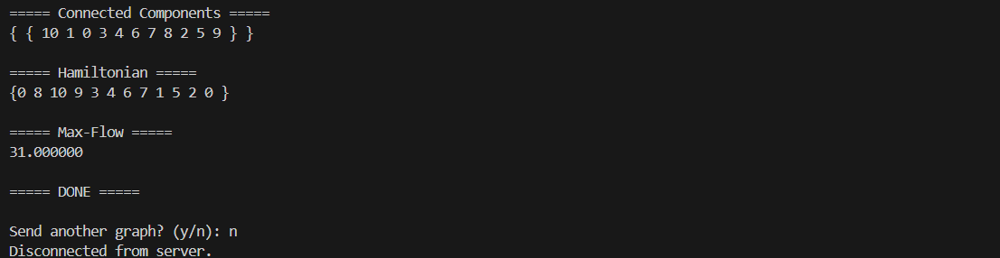 ===== Connected Components =====
{ { 10 1 0 3 4 6 7 8 2 5 9 } }
===== Hamiltonian =====
{0 8 10 9 3 4 6 7 1 5 2 0 }
===== Max-Flow =====
31.000000
===== DONE =====
Send another graph? (y/n): n
Disconnected from server.